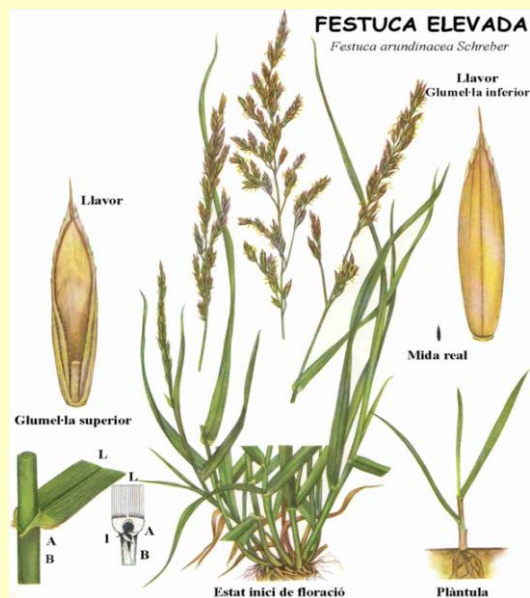 FESTUCA ELEVADA
Festuca arundinacea Schreber
Llavor
Glumel·la inferior
Llavor
Mida real
Glumel·la superior
L
L
A
l
A
B
B
Estat inici de floració
Plàntula